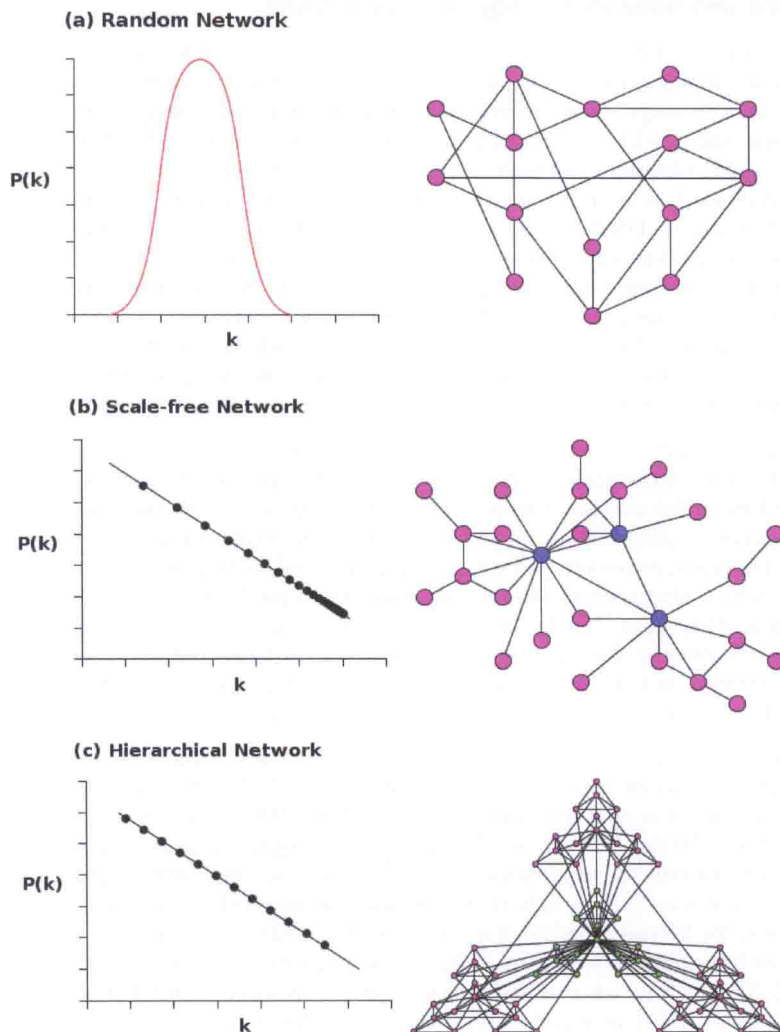 (a) Random Network
P(k)
k
(b) Scale-free Network
P(k)
k
(c) Hierarchical Network
P(k)
k